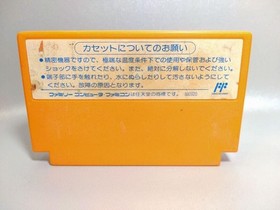 カセットについてのお願い
●精密機器ですので、極端な温度条件下での使用や保管および強い
ショックをさけてください。また、絶対に分解しないでください。
●端子部に手を触れたり、水にぬらしたりして汚さないようにして
ください。故障の原因となります。
ファミリーコンピュータ・ファミコンは任天堂の商標です。